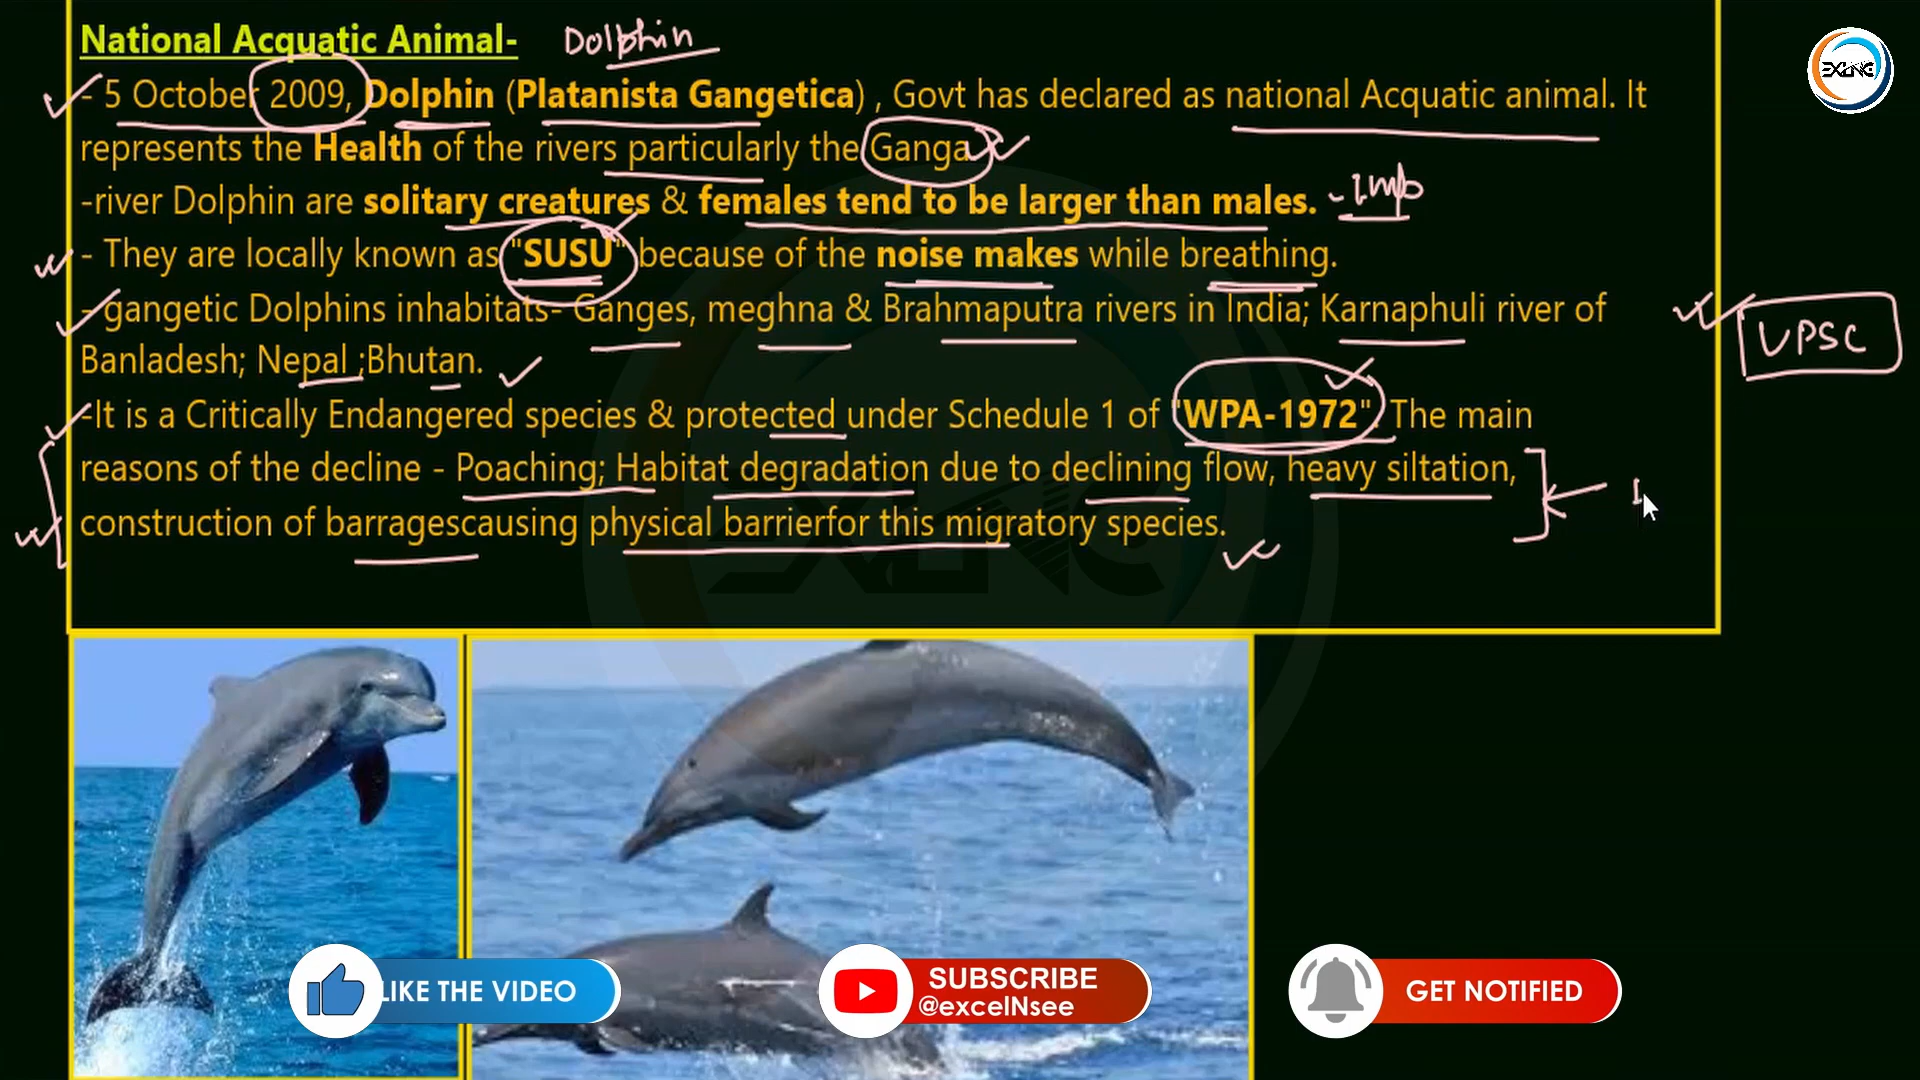 National Acquatic Animal- Dolphin
EXLNC
- 5 October 2009, Dolphin (Platanista Gangetica) , Govt has declared as national Acquatic animal. It
represents the Health of the rivers particularly the Ganga
-river Dolphin are solitary creatures & females tend to be larger than males. - Imp
- They are locally known as "SUSU" because of the noise makes while breathing.
- gangetic Dolphins inhabitats- Ganges, meghna & Brahmaputra rivers in India; Karnaphuli river of
UPSC
Banladesh; Nepal ;Bhutan.
-It is a Critically Endangered species & protected under Schedule 1 of "WPA-1972". The main
reasons of the decline - Poaching; Habitat degradation due to declining flow, heavy siltation,
construction of barragescausing physical barrierfor this migratory species.
LIKE THE VIDEO
SUBSCRIBE
@excelNsee
GET NOTIFIED